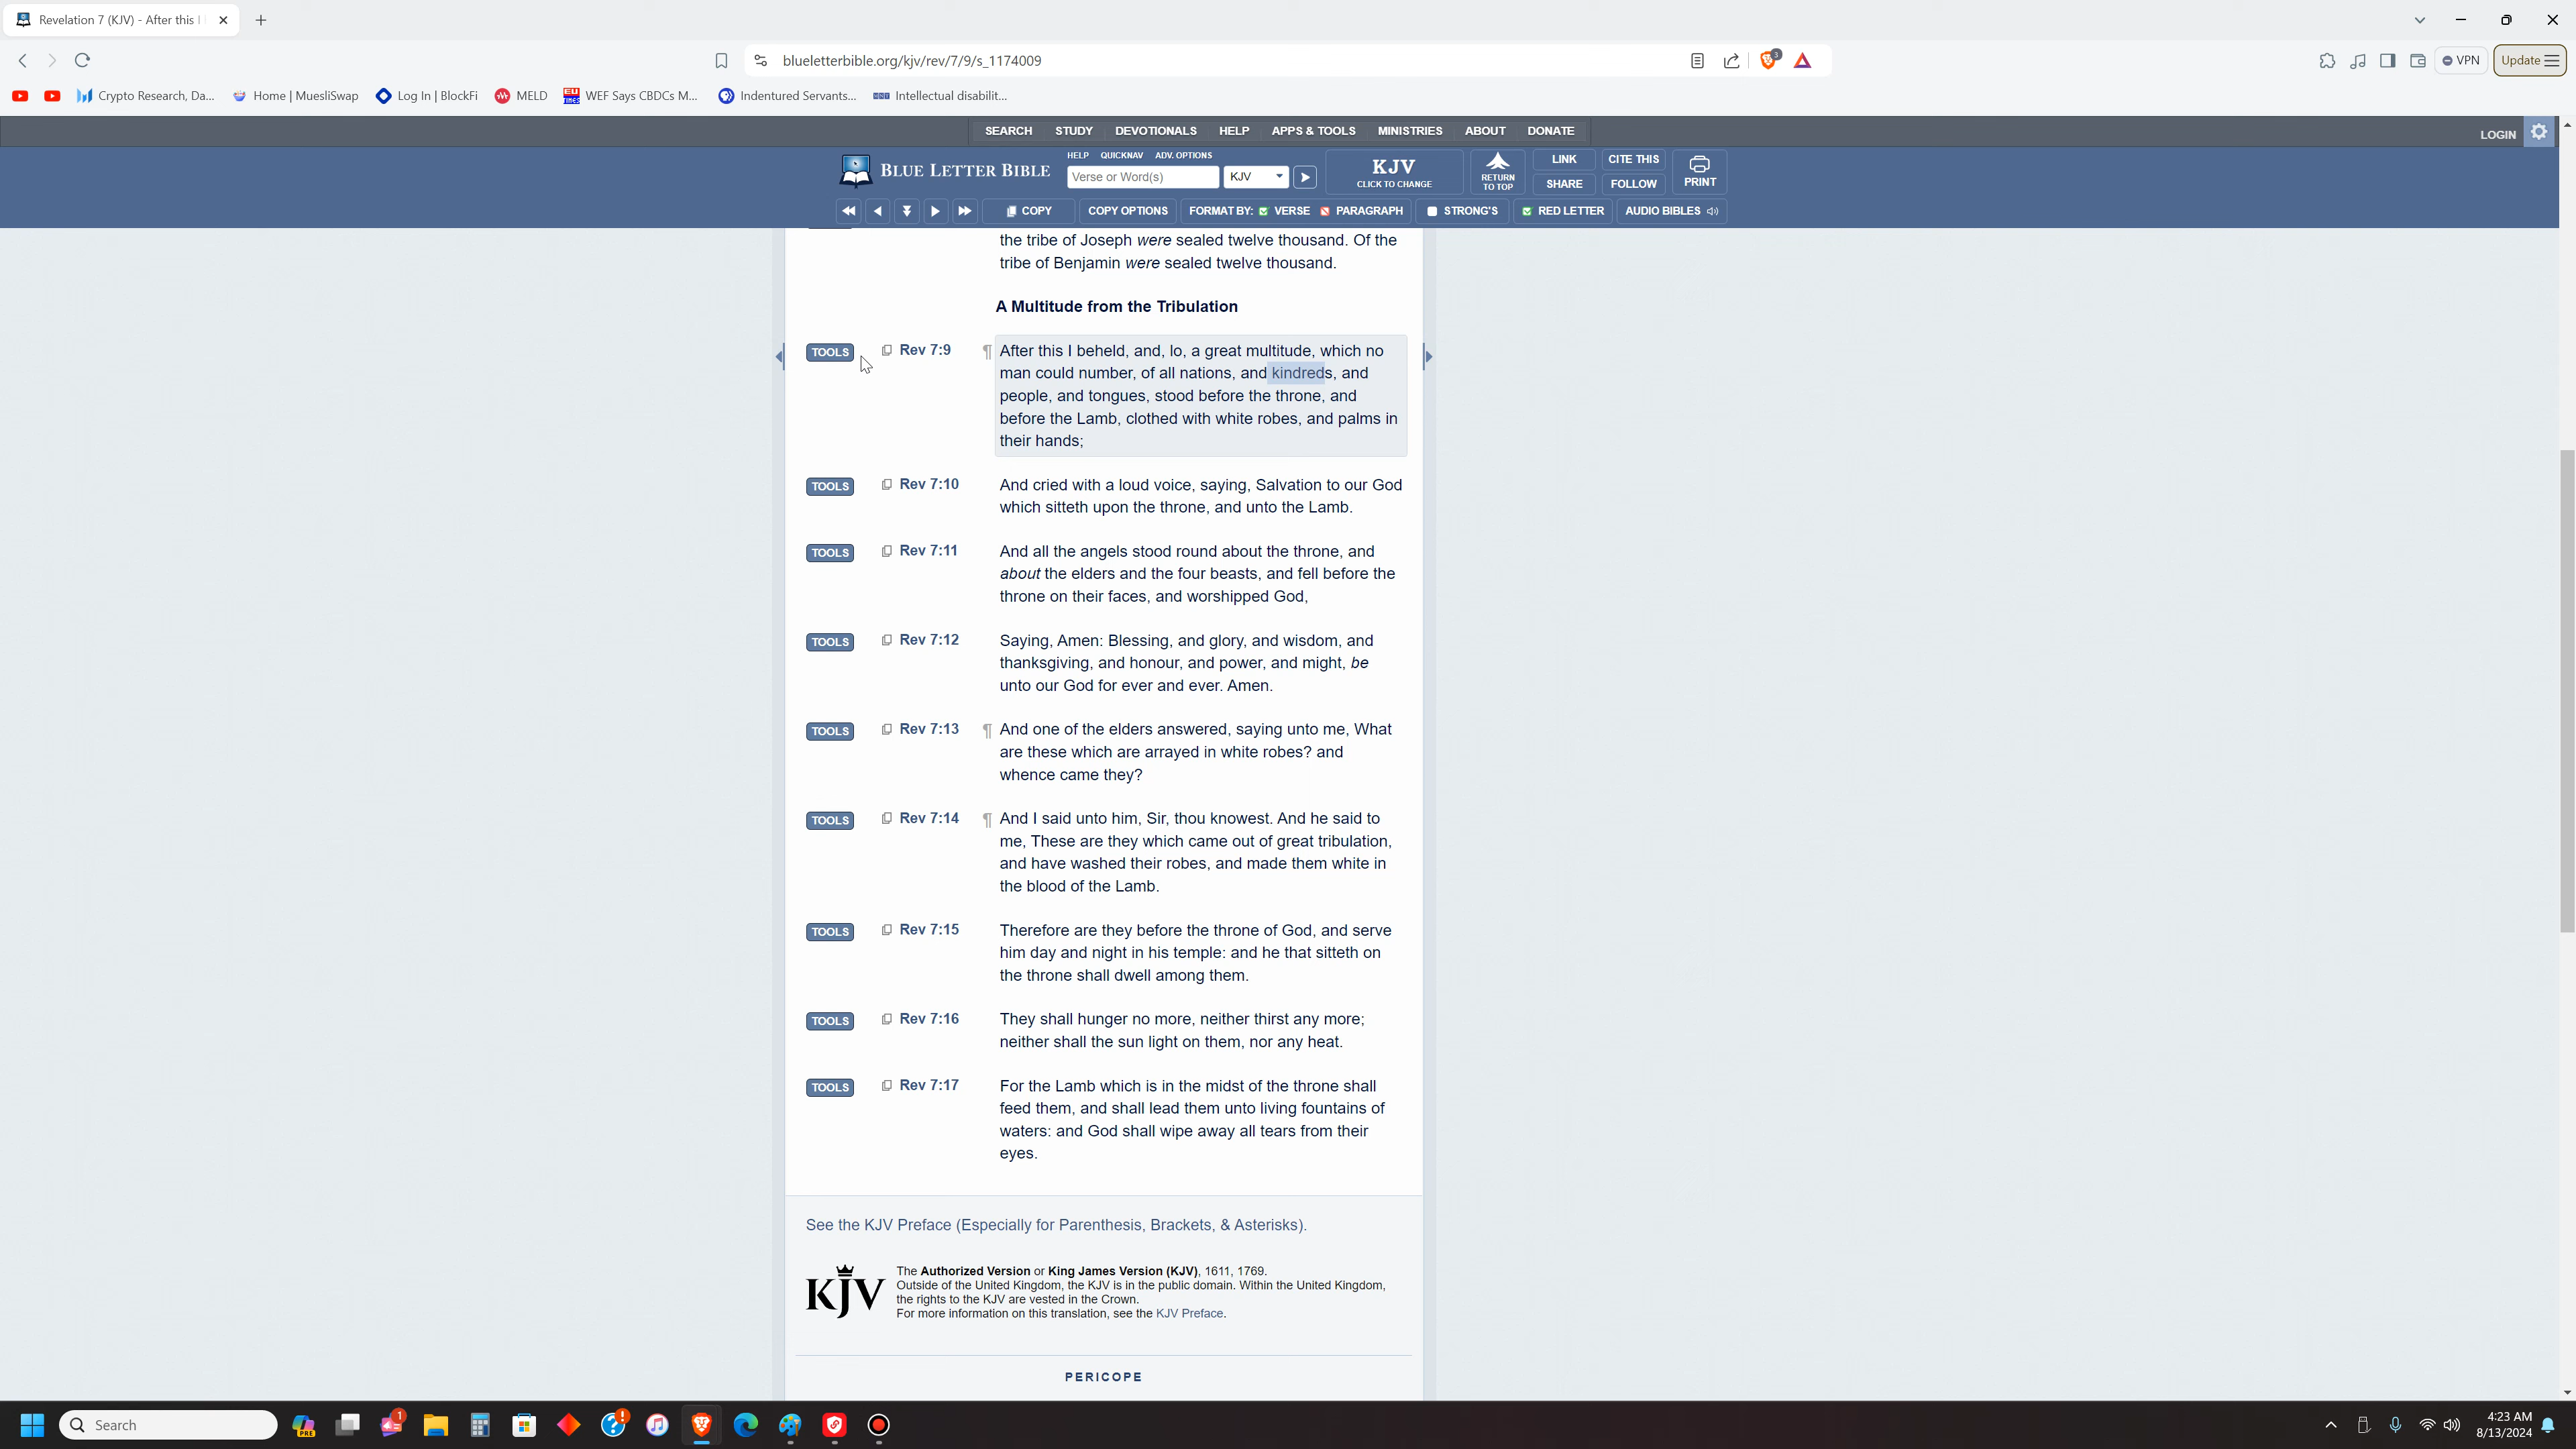 Revelation 7 (KJV) - After this I
blueletterbible.org/kjv/rev/7/9/s_1174009
3
VPN
Update
Crypto Research, Da...
Home | MuesliSwap
Log In | BlockFi
MELD
WEF Says CBDCs M...
Indentured Servants...
Intellectual disabilit...
SEARCH STUDY DEVOTIONALS HELP APPS & TOOLS MINISTRIES ABOUT DONATE
LOGIN
BLUE LETTER BIBLE
HELP QUICKNAV ADV. OPTIONS
Verse or Word(s)
KJV
KJV
CLICK TO CHANGE
RETURN
TO TOP
LINK
CITE THIS
SHARE
FOLLOW
PRINT
COPY
COPY OPTIONS
FORMAT BY: VERSE PARAGRAPH
STRONG'S
RED LETTER
AUDIO BIBLES
the tribe of Joseph were sealed twelve thousand. Of the
tribe of Benjamin were sealed twelve thousand.
A Multitude from the Tribulation
TOOLS Rev 7:9 ¶ After this I beheld, and, lo, a great multitude, which no
man could number, of all nations, and kindreds, and
people, and tongues, stood before the throne, and
before the Lamb, clothed with white robes, and palms in
their hands;
TOOLS Rev 7:10 And cried with a loud voice, saying, Salvation to our God
which sitteth upon the throne, and unto the Lamb.
TOOLS Rev 7:11 And all the angels stood round about the throne, and
about the elders and the four beasts, and fell before the
throne on their faces, and worshipped God,
TOOLS Rev 7:12 Saying, Amen: Blessing, and glory, and wisdom, and
thanksgiving, and honour, and power, and might, be
unto our God for ever and ever. Amen.
TOOLS Rev 7:13 ¶ And one of the elders answered, saying unto me, What
are these which are arrayed in white robes? and
whence came they?
TOOLS Rev 7:14 ¶ And I said unto him, Sir, thou knowest. And he said to
me, These are they which came out of great tribulation,
and have washed their robes, and made them white in
the blood of the Lamb.
TOOLS Rev 7:15 Therefore are they before the throne of God, and serve
him day and night in his temple: and he that sitteth on
the throne shall dwell among them.
TOOLS Rev 7:16 They shall hunger no more, neither thirst any more;
neither shall the sun light on them, nor any heat.
TOOLS Rev 7:17 For the Lamb which is in the midst of the throne shall
feed them, and shall lead them unto living fountains of
waters: and God shall wipe away all tears from their
eyes.
See the KJV Preface (Especially for Parenthesis, Brackets, & Asterisks).
KJV
The Authorized Version or King James Version (KJV), 1611, 1769.
Outside of the United Kingdom, the KJV is in the public domain. Within the United Kingdom,
the rights to the KJV are vested in the Crown.
For more information on this translation, see the KJV Preface.
PERICOPE
Search
PRE
1
4:23 AM
8/13/2024